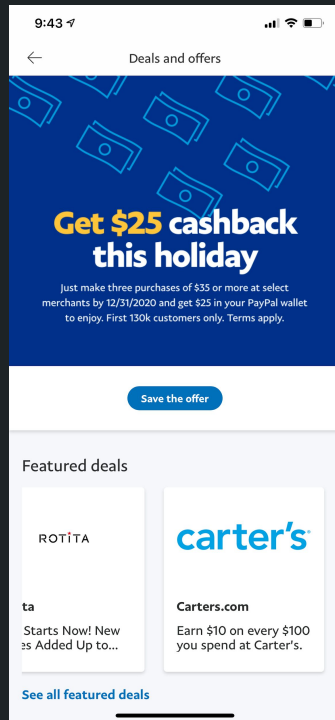 9:43
Deals and offers
Get $25 cashback
this holiday
Just make three purchases of $35 or more at select
merchants by 12/31/2020 and get $25 in your PayPal wallet
to enjoy. First 130k customers only. Terms apply.
Save the offer
Featured deals
ROTITA
carter's
ta
Starts Now! New
es Added Up to...
Carters.com
Earn $10 on every $100
you spend at Carter's.
See all featured deals